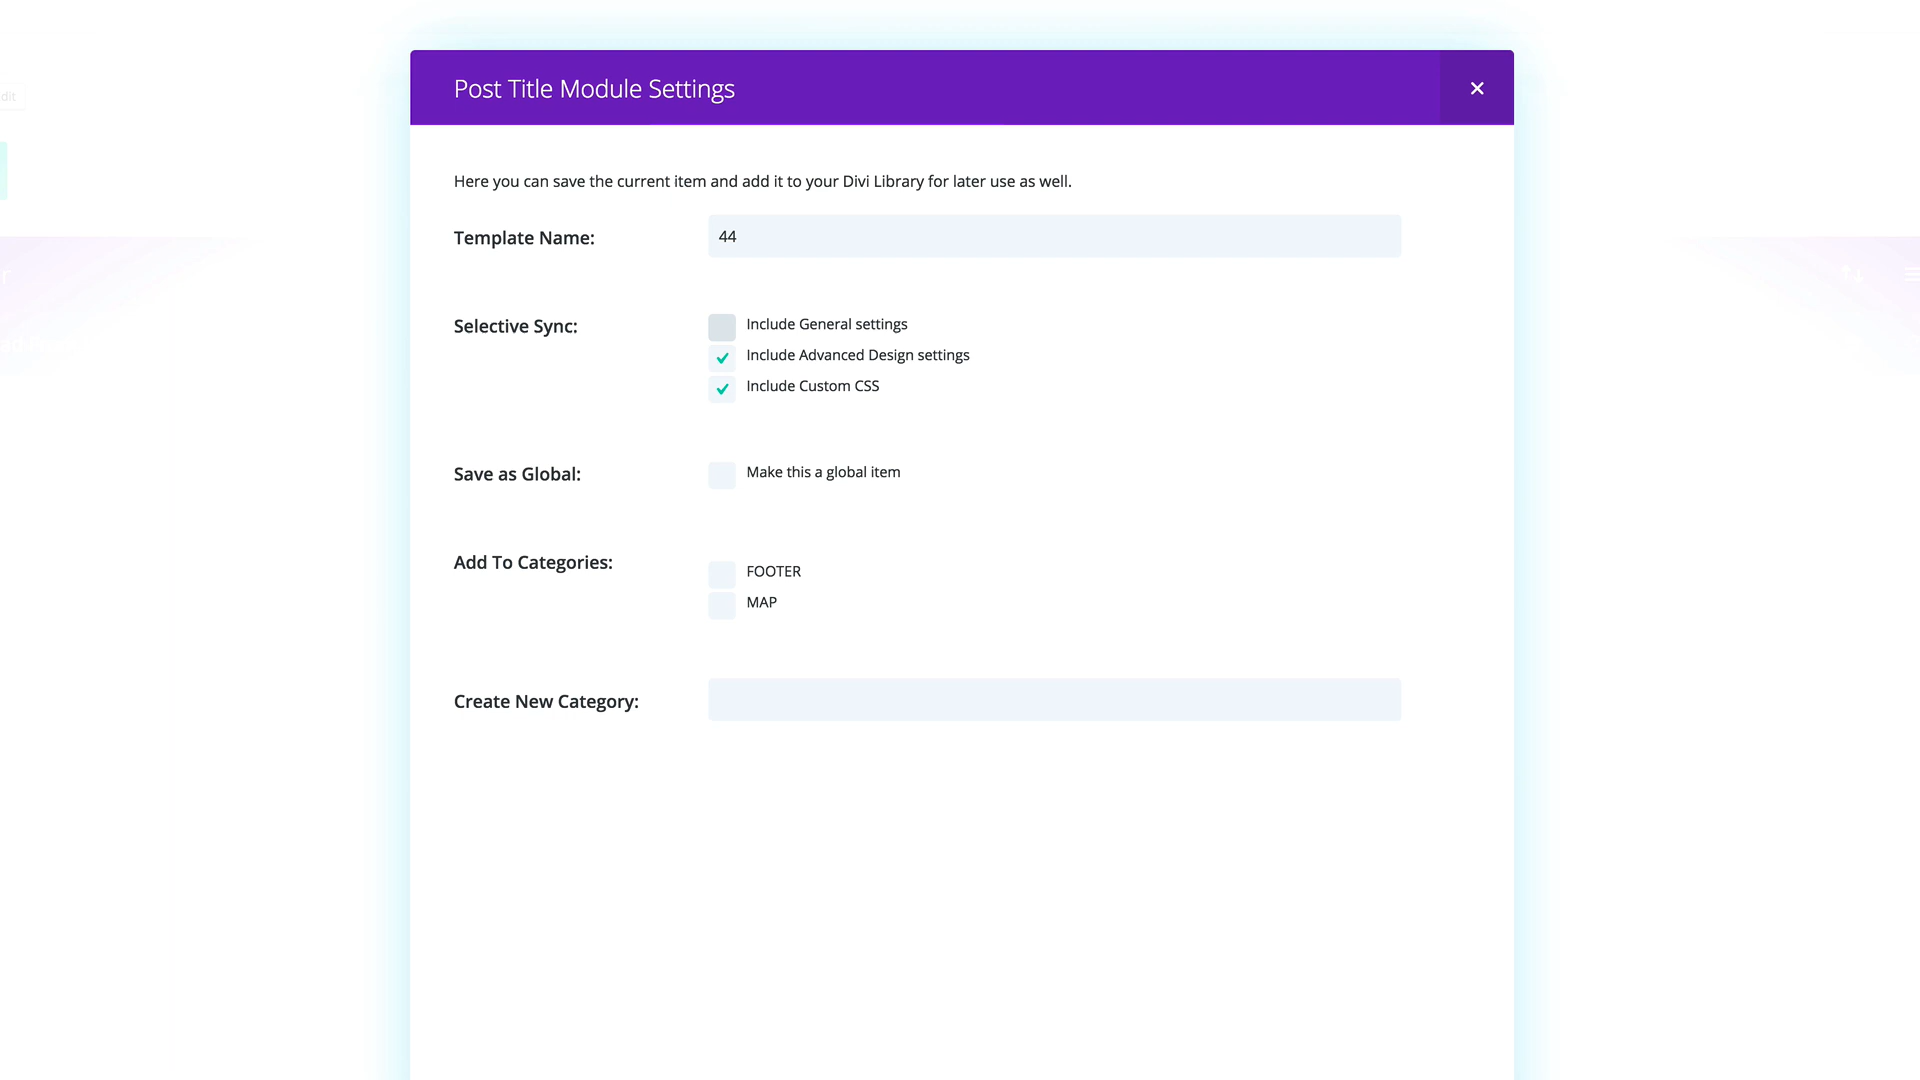 Post Title Module Settings
dit
Here you can save the current item and add it to your Divi Library for later use as well.
Template Name:
44
Selective Sync:
Include General settings
Include Advanced Design settings
Include Custom CSS
Save as Global:
Make this a global item
Add To Categories:
FOOTER
MAP
Create New Category: